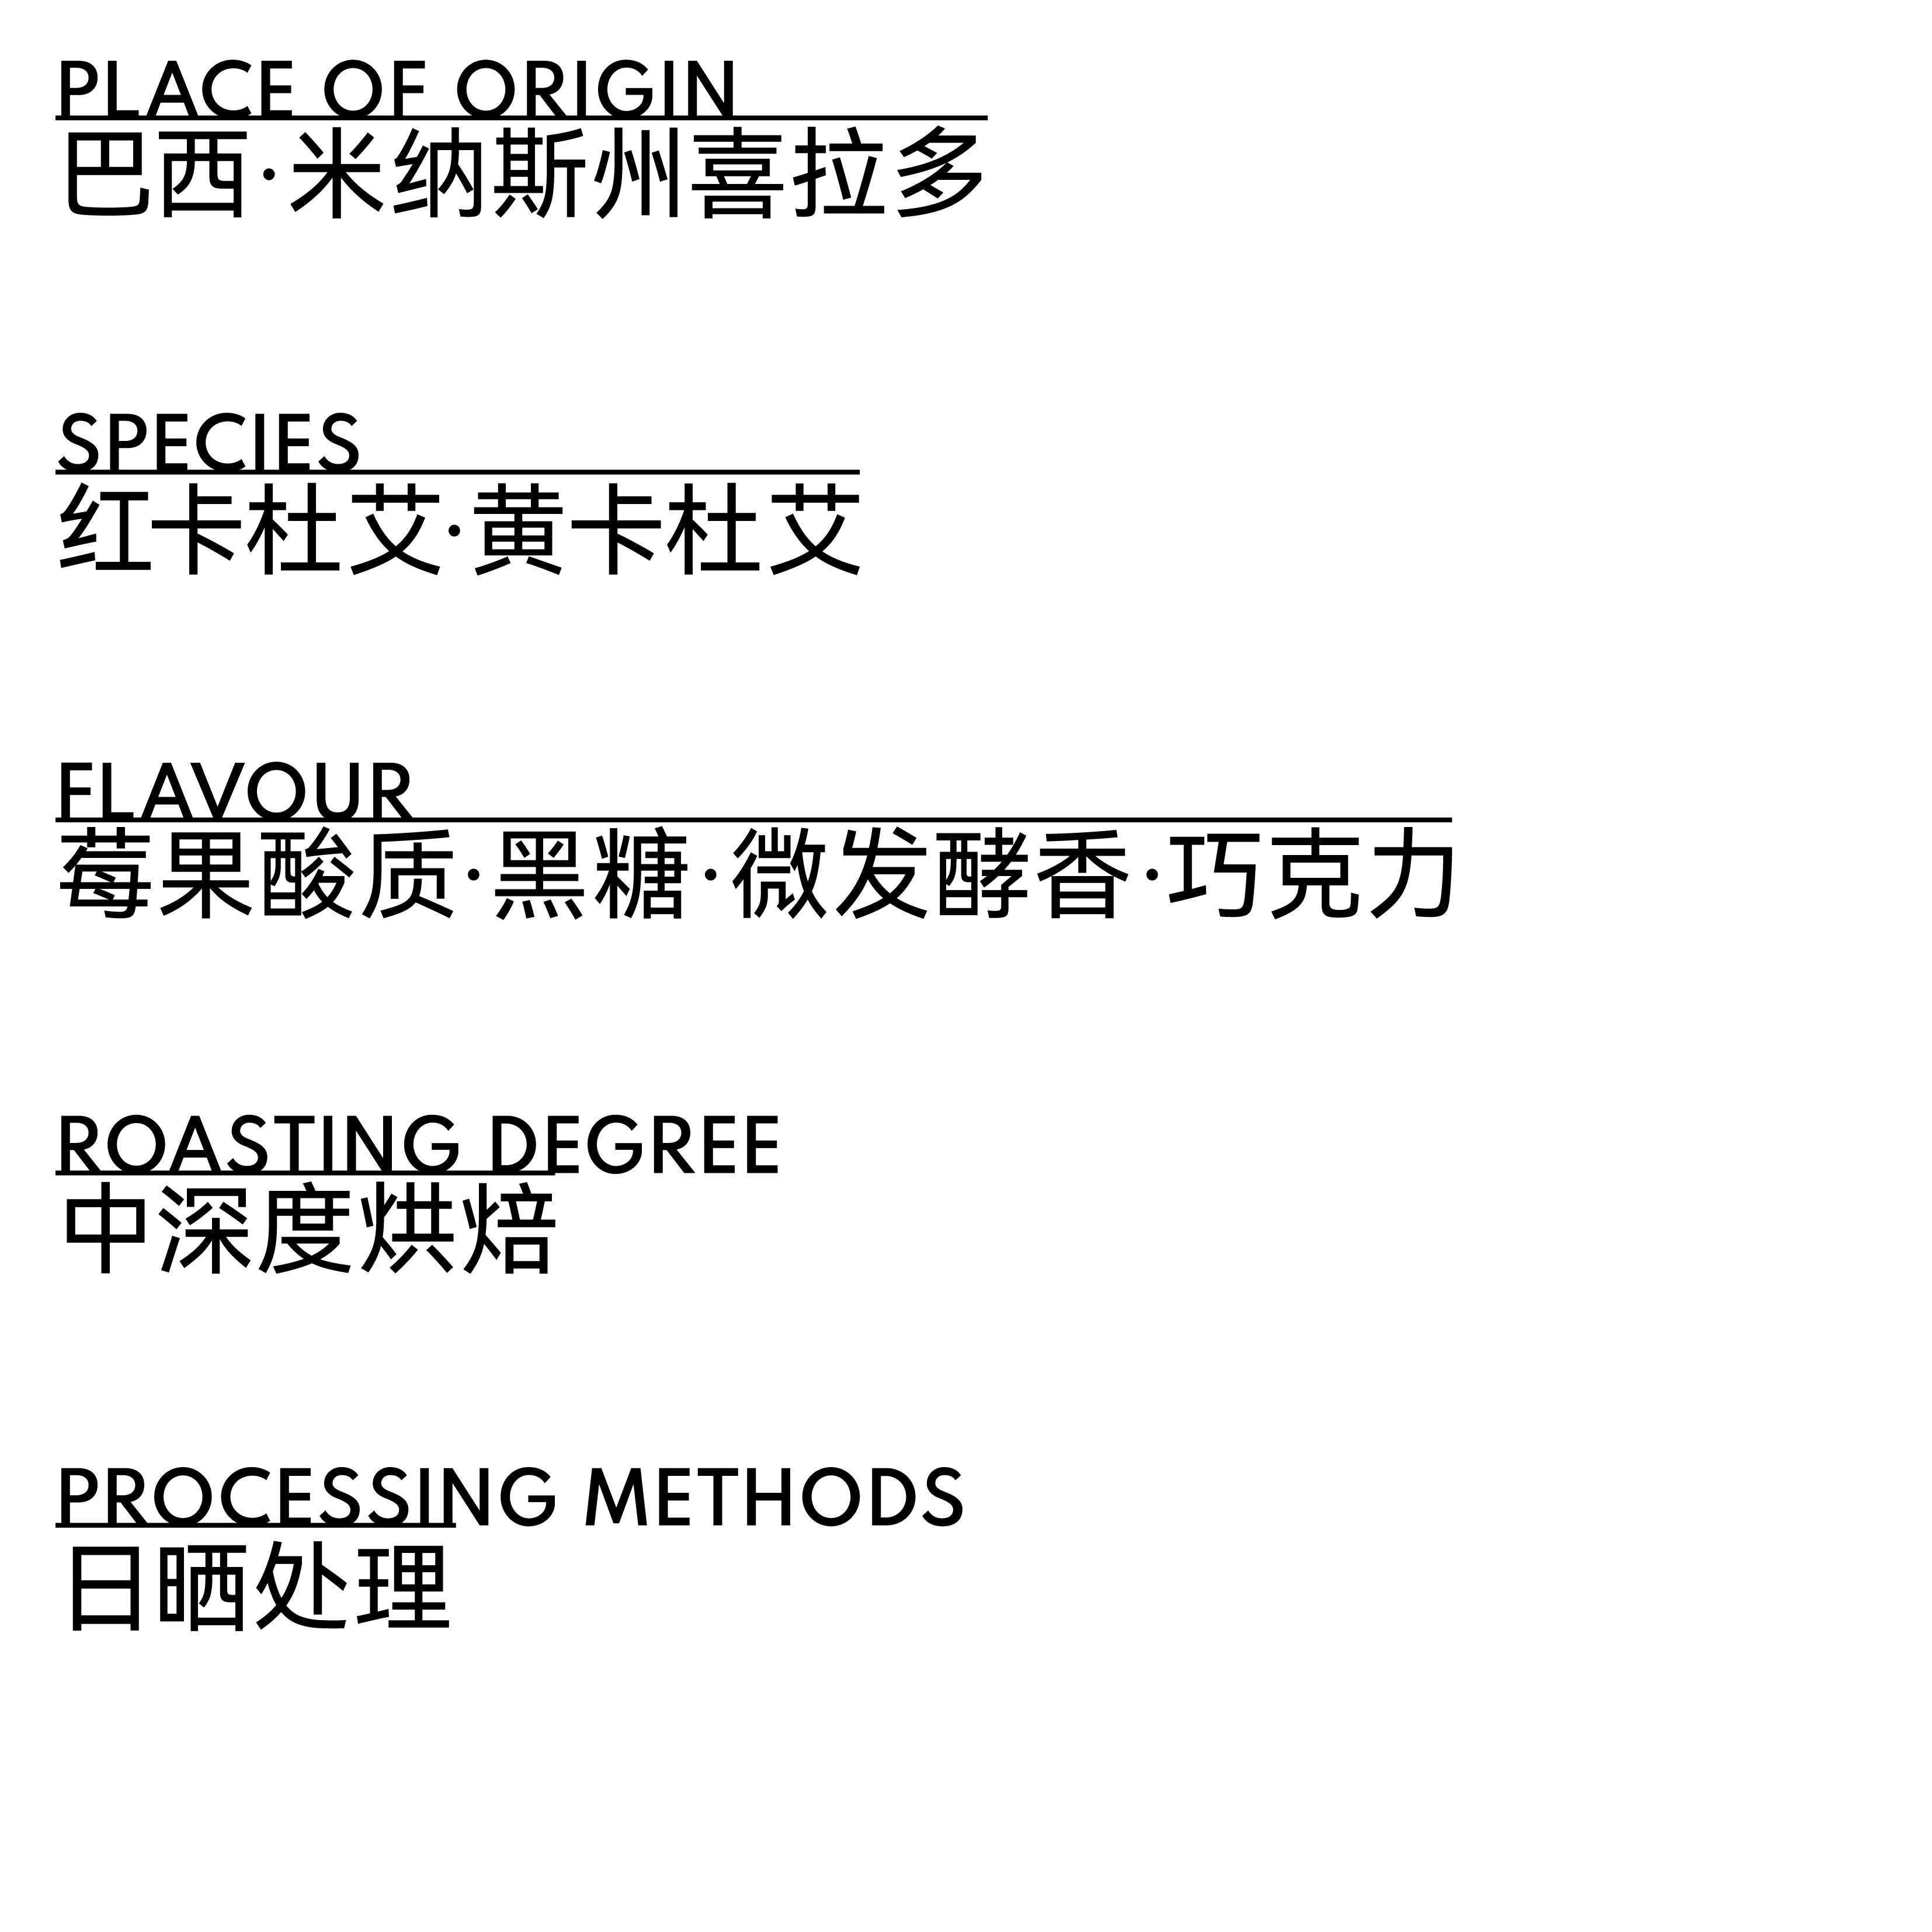 PLACE OF ORIGIN
巴西·米纳斯州喜拉多
SPECIES
红卡杜艾·黄卡杜艾
FLAVOUR
莓果酸质·黑糖·微发酵香·巧克力
ROASTING DEGREE
中深度烘焙
PROCESSING METHODS
日晒处理